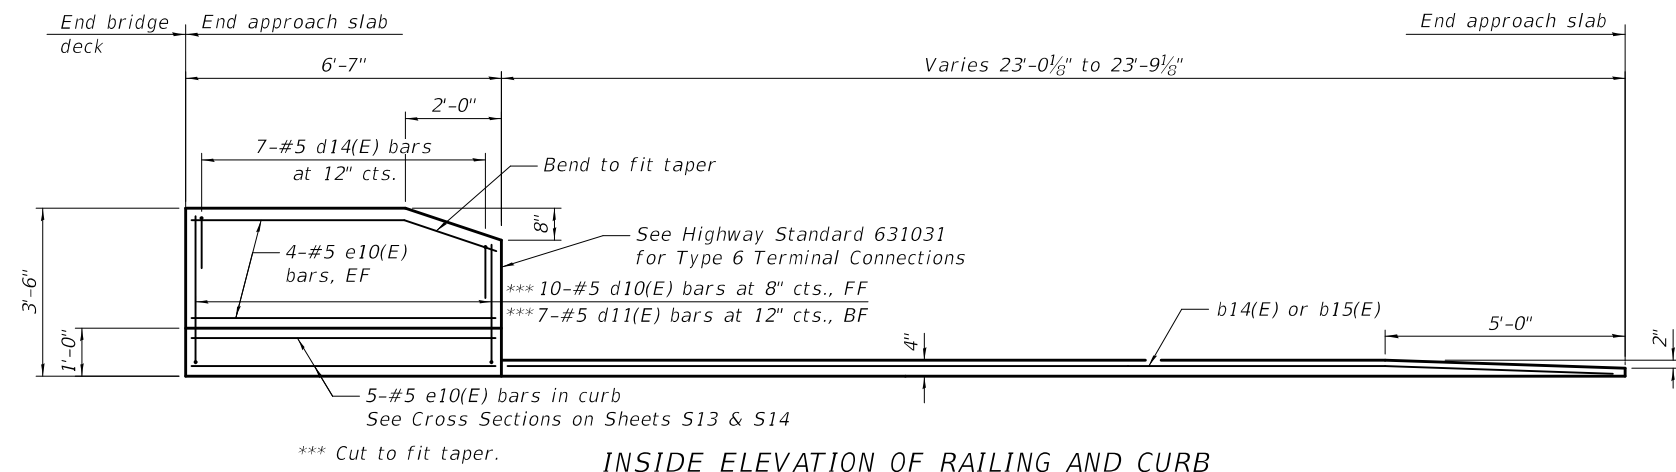 End bridge
deck
End approach slab
End approach slab
6'-7"
Varies 23'-0⅛" to 23'-9⅛"
2'-0"
7-#5 d14(E) bars
at 12" cts.
Bend to fit taper
8"
See Highway Standard 631031
for Type 6 Terminal Connections
4-#5 e10(E)
bars, EF
3'-6"
*** 10-#5 d10(E) bars at 8" cts., FF
*** 7-#5 d11(E) bars at 12" cts., BF
b14(E) or b15(E)
5'-0"
1'-0"
4"
2"
5-#5 e10(E) bars in curb
See Cross Sections on Sheets S13 & S14
*** Cut to fit taper.
INSIDE ELEVATION OF RAILING AND CURB